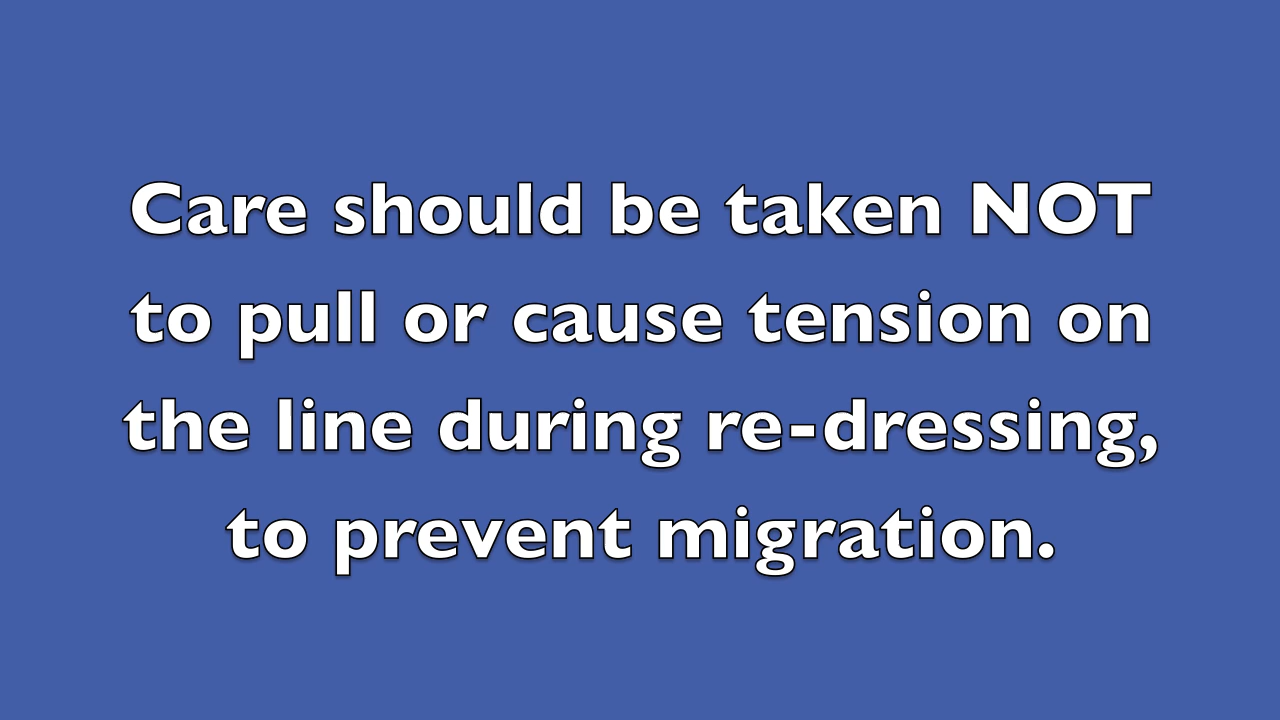 Care should be taken NOT
to pull or cause tension on
the line during re-dressing,
to prevent migration.